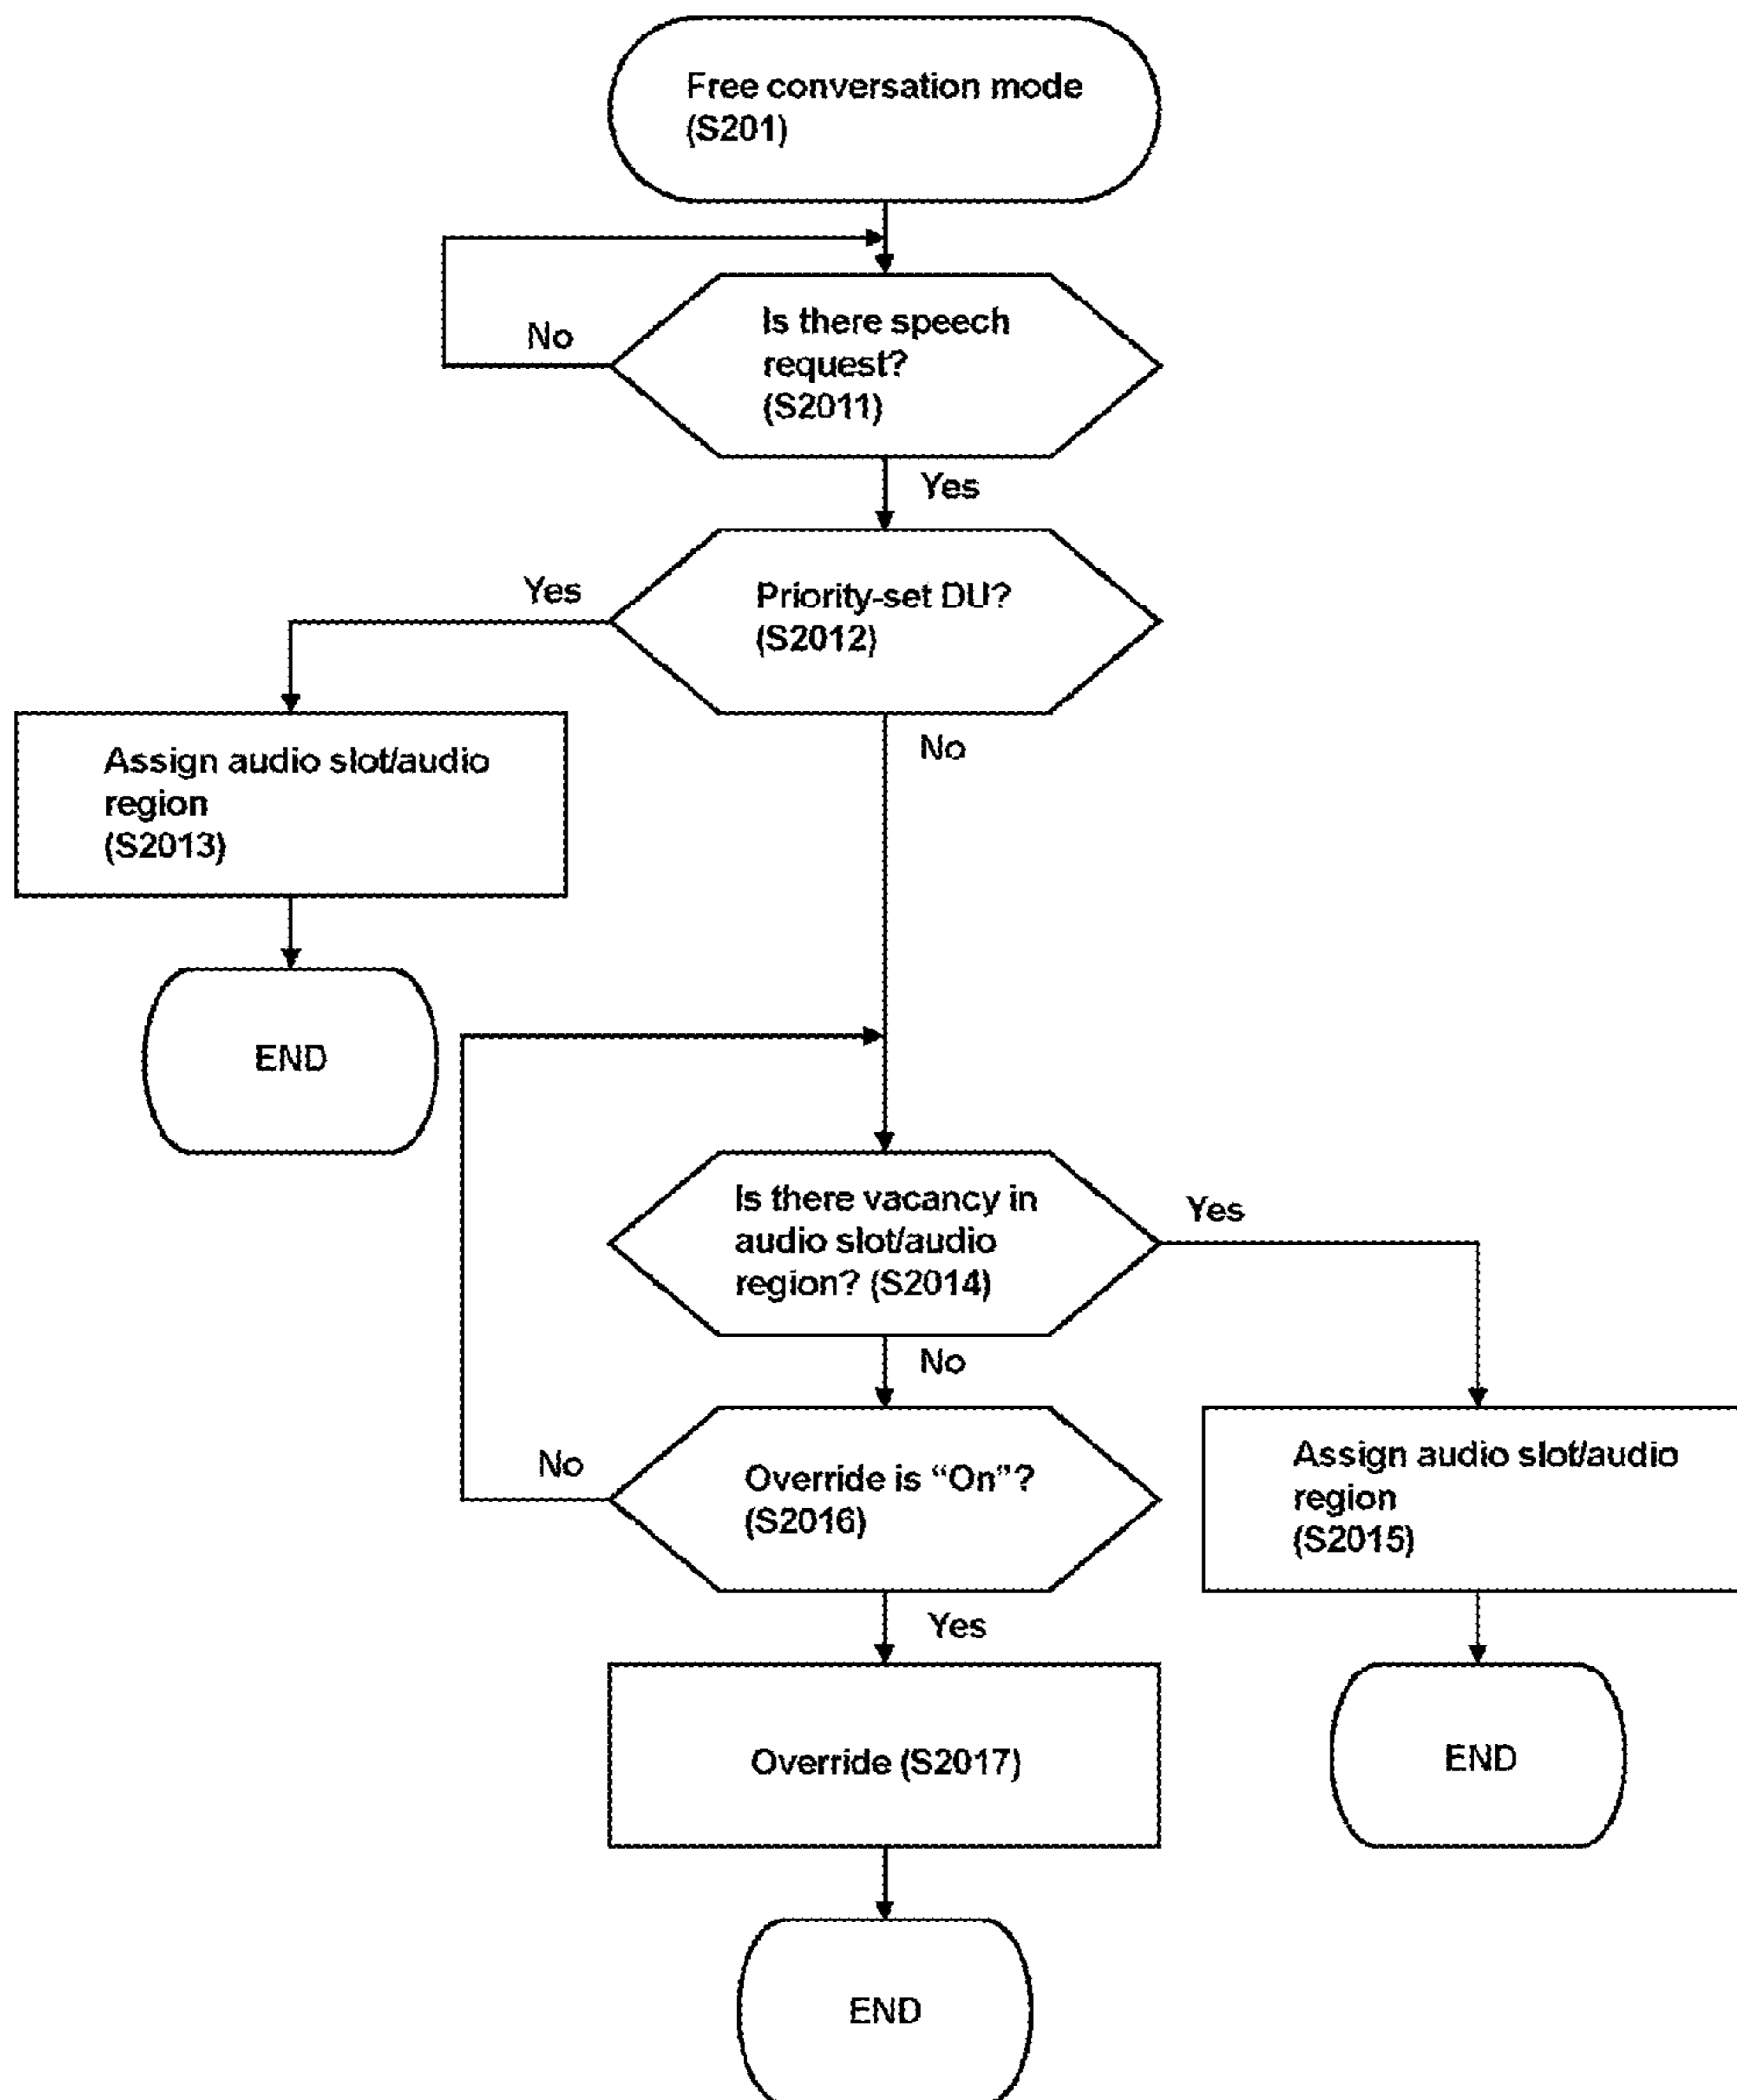 Free conversation mode
(S201)
Is there speech
request?
(S2011)
No
Yes
Priority-set DU?
(S2012)
Yes
No
Assign audio slot/audio
region
(S2013)
END
Is there vacancy in
audio slot/audio
region? (S2014)
Yes
No
Override is “On”?
(S2016)
No
Yes
Assign audio slot/audio
region
(S2015)
Override (S2017)
END
END